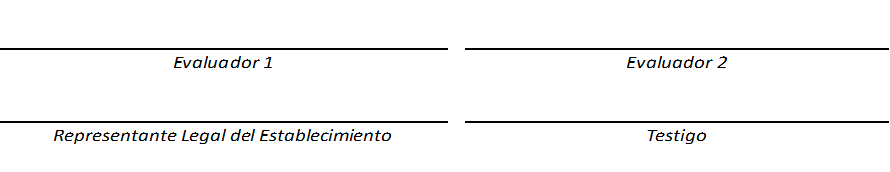 Evaluador 1
Evaluador 2
Representante Legal del Establecimiento
Testigo